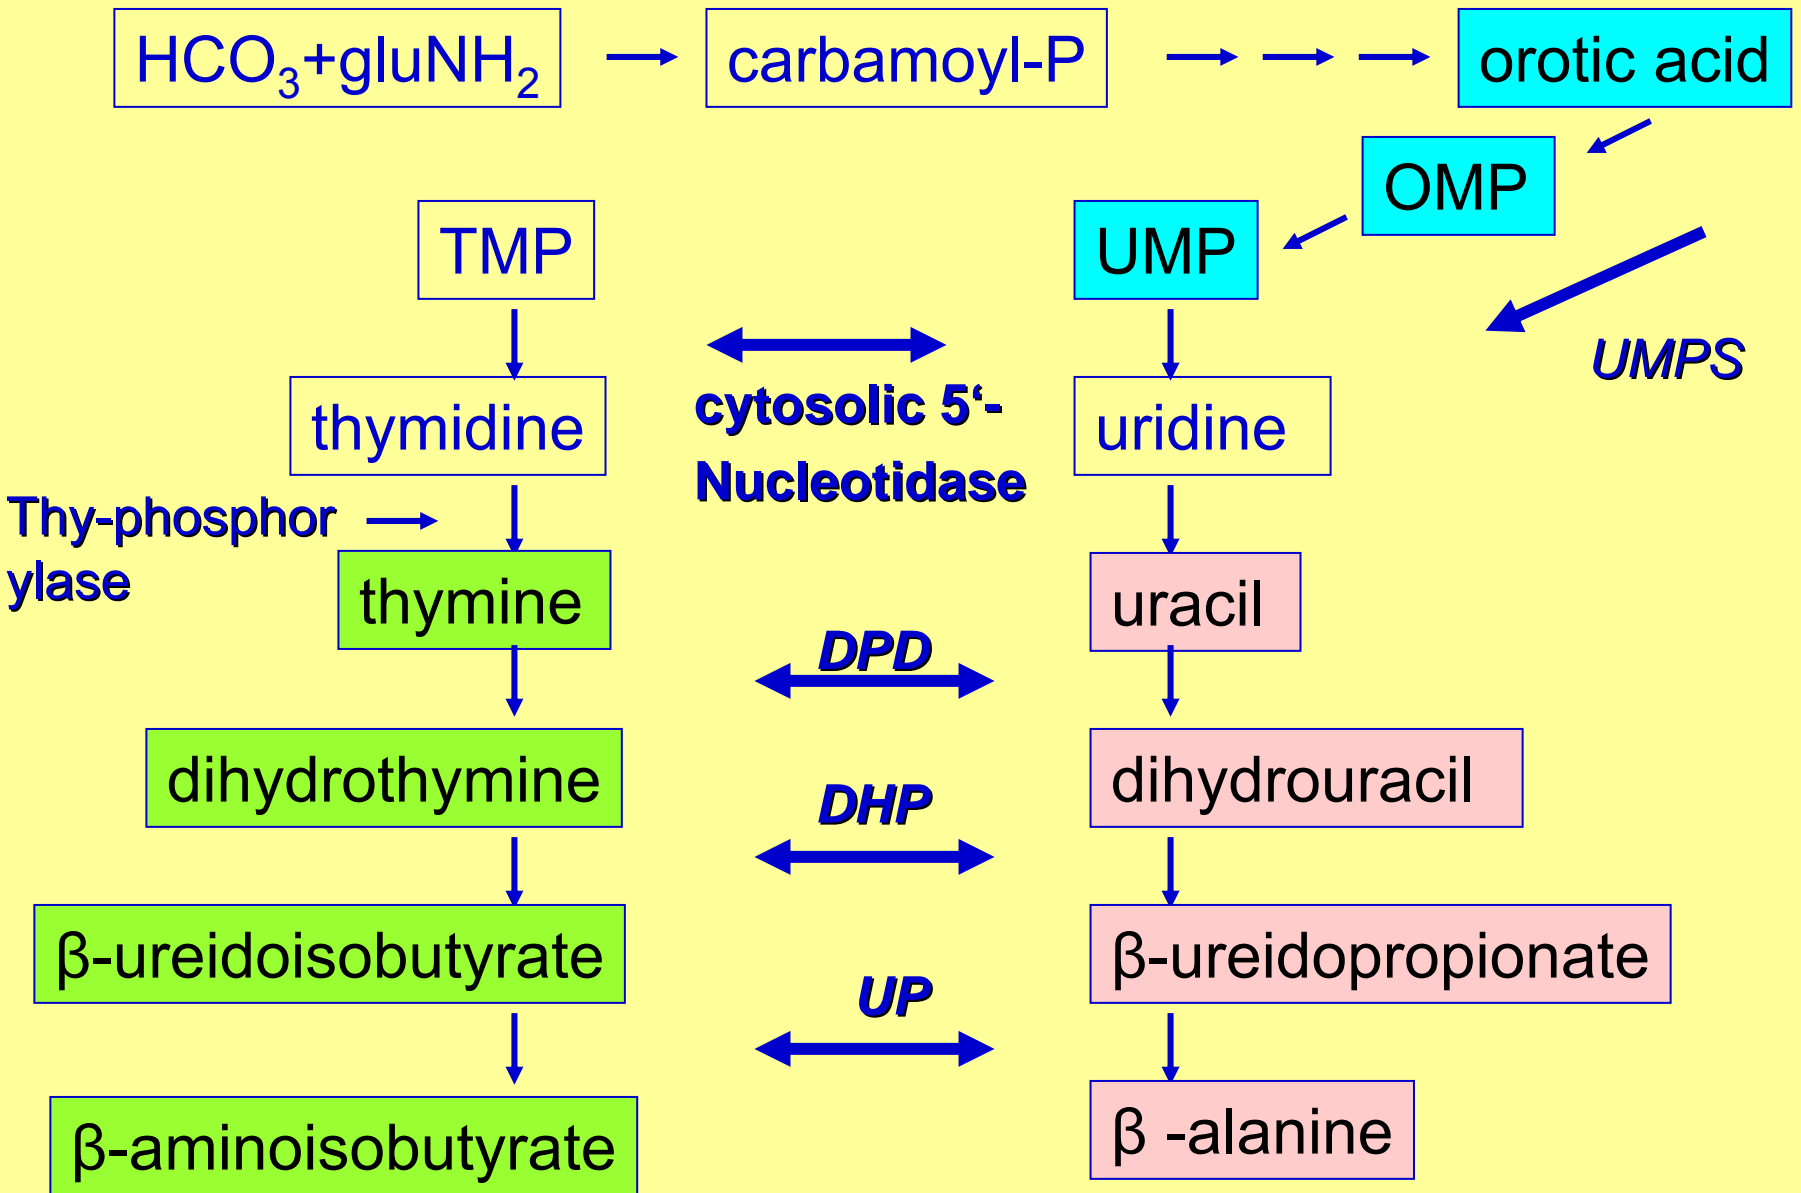 HCO₃+gluNH₂
carbamoyl-P
orotic acid
OMP
TMP
UMP
UMPS
cytosolic 5‘-
Nucleotidase
thymidine
uridine
Thy-phosphor
ylase
thymine
uracil
DPD
dihydrothymine
dihydrouracil
DHP
β-ureidoisobutyrate
β-ureidopropionate
UP
β-aminoisobutyrate
β -alanine